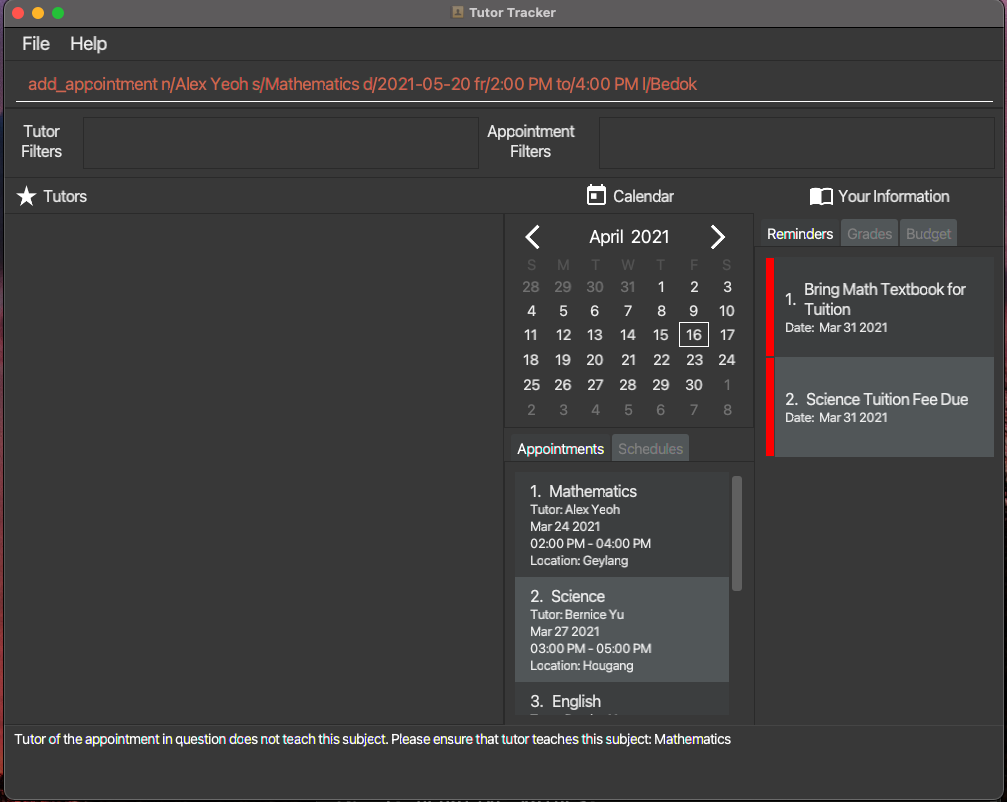 Tutor Tracker
File Help
add_appointment n/Alex Yeoh s/Mathematics d/2021-05-20 fr/2:00 PM to/4:00 PM l/Bedok
Tutor
Filters
Appointment
Filters
Tutors
Calendar
Your Information
April 2021
S M T W T F S
28 29 30 31 1 2 3
4 5 6 7 8 9 10
11 12 13 14 15 16 17
18 19 20 21 22 23 24
25 26 27 28 29 30 1
2 3 4 5 6 7 8
Appointments Schedules
1. Mathematics
Tutor: Alex Yeoh
Mar 24 2021
02:00 PM - 04:00 PM
Location: Geylang
2. Science
Tutor: Bernice Yu
Mar 27 2021
03:00 PM - 05:00 PM
Location: Hougang
3. English
Reminders Grades Budget
1. Bring Math Textbook for
Tuition
Date: Mar 31 2021
2. Science Tuition Fee Due
Date: Mar 31 2021
Tutor of the appointment in question does not teach this subject. Please ensure that tutor teaches this subject: Mathematics